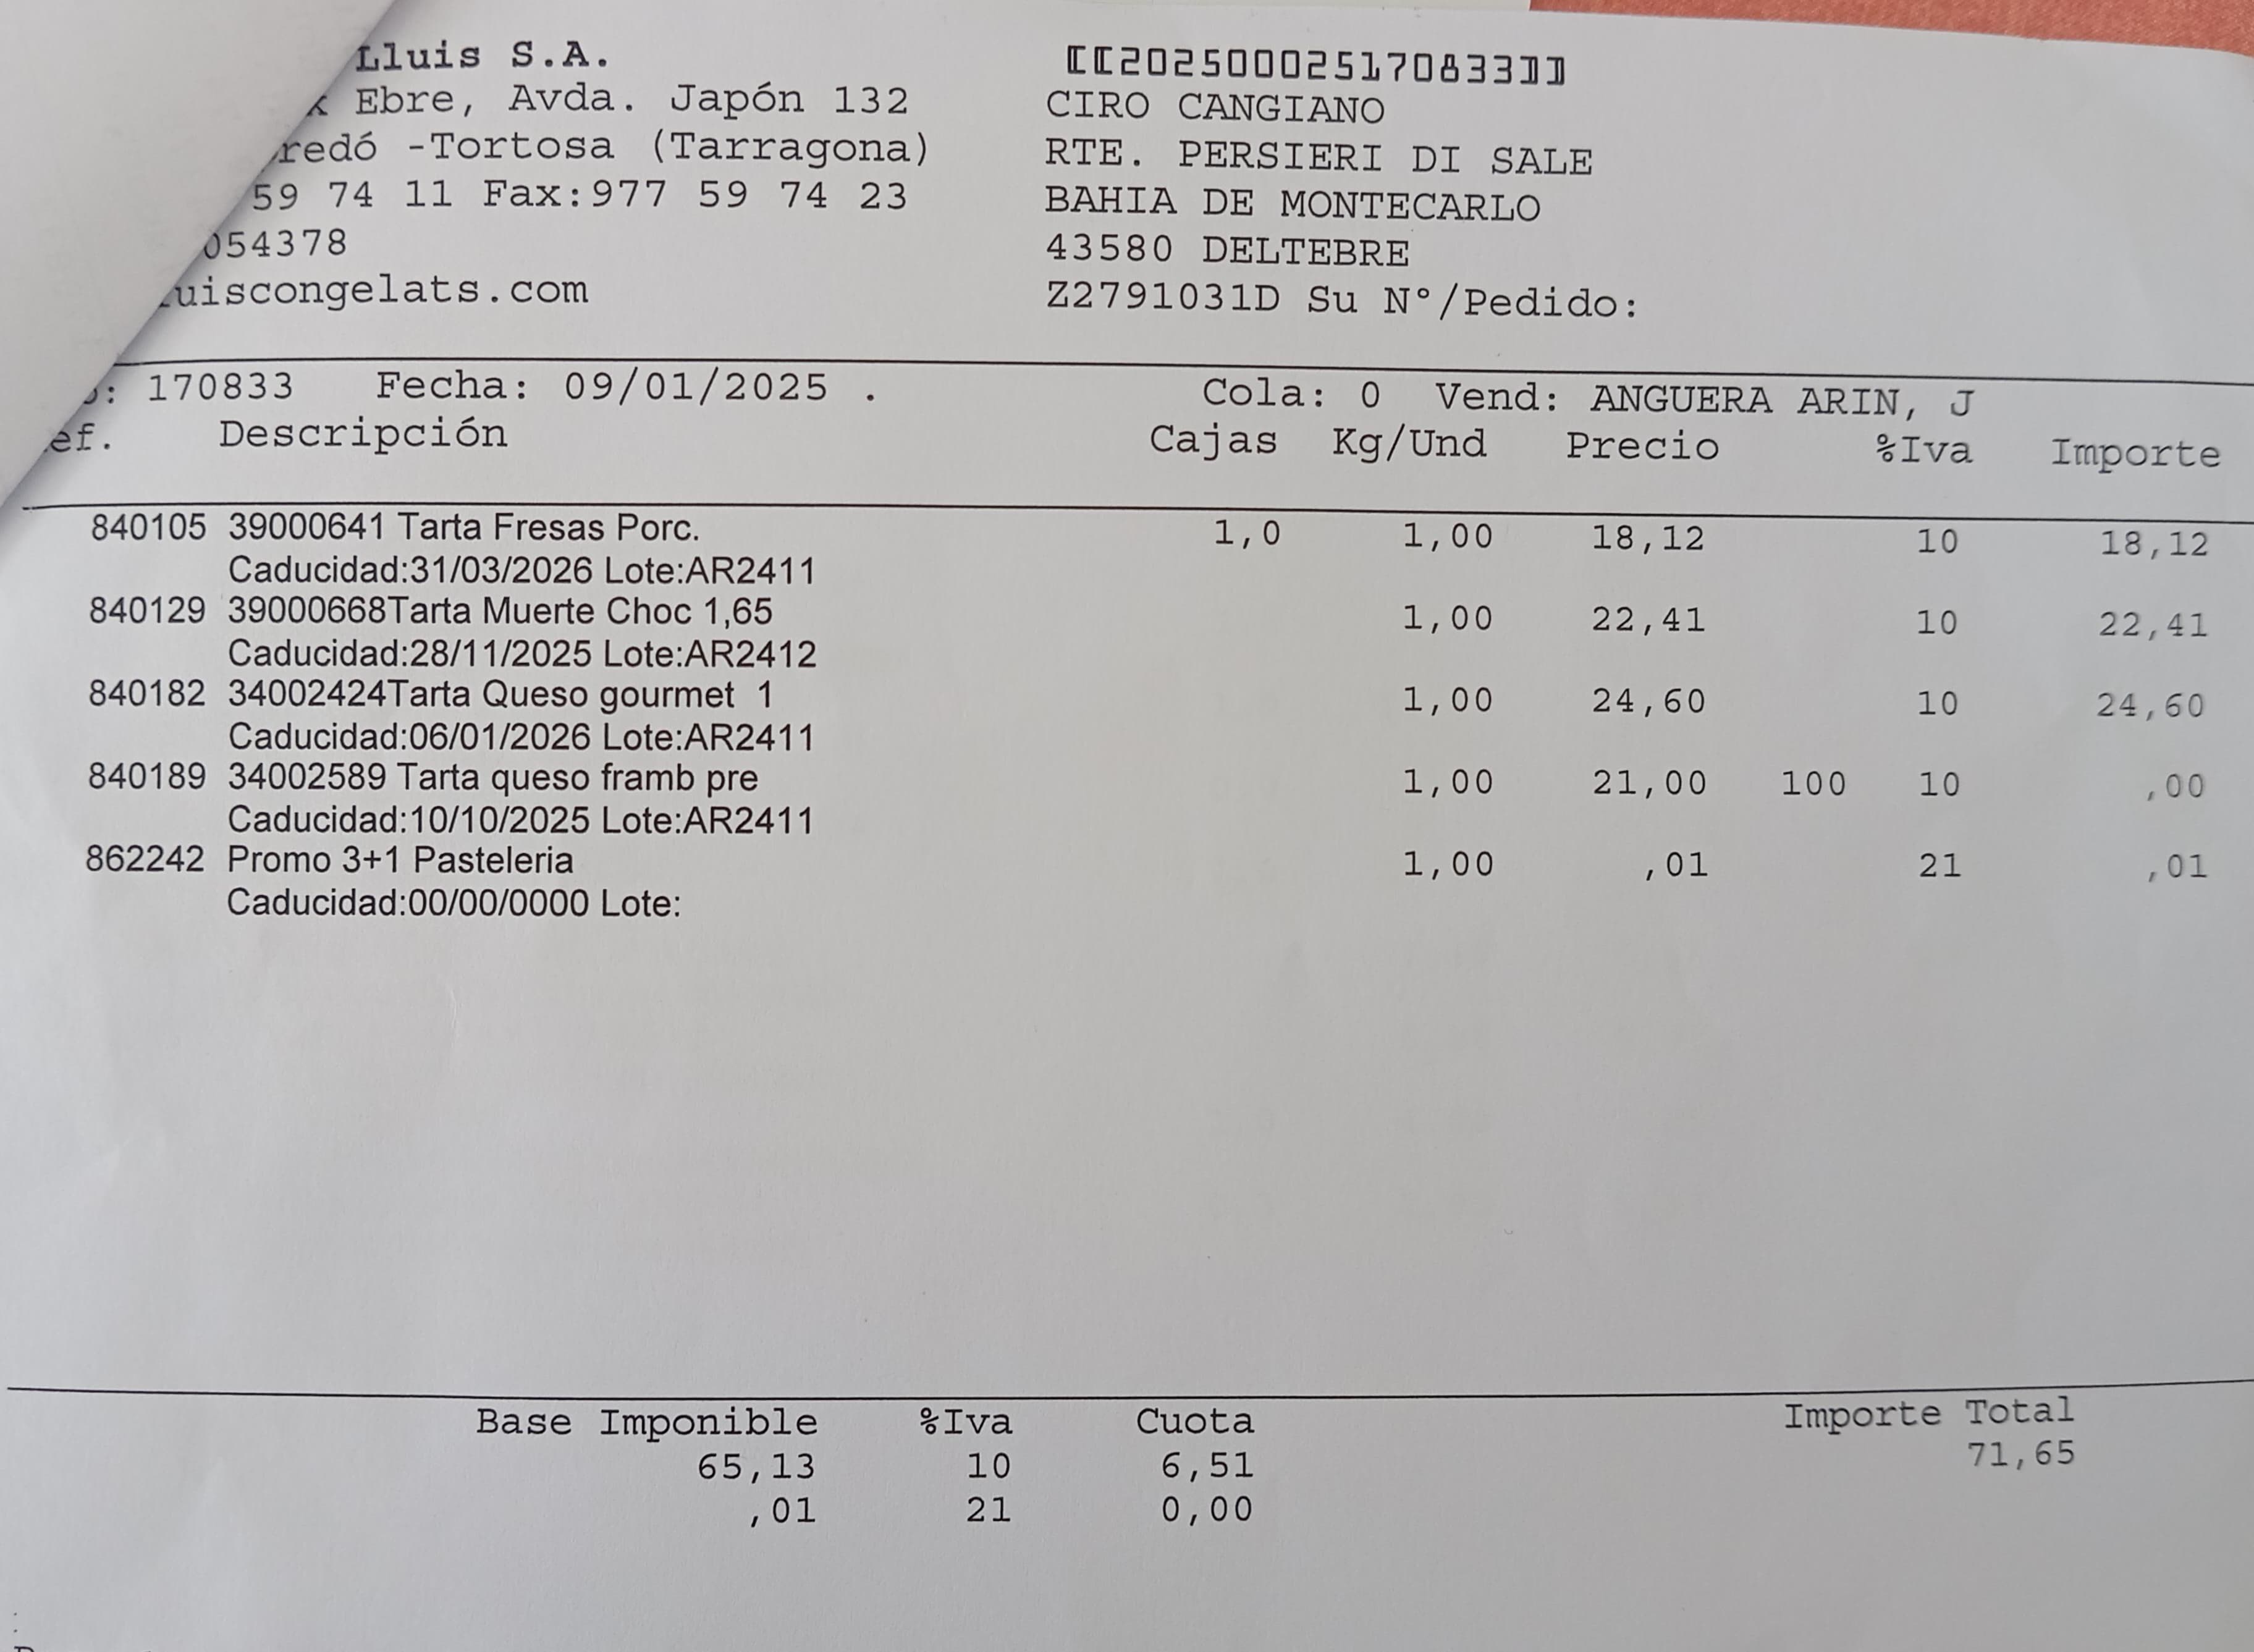 Lluis S.A.
Ebre, Avda. Japón 132
redó -Tortosa (Tarragona)
59 74 11 Fax:977 59 74 23
054378
uiscongelats.com
[[202500025170833]]
CIRO CANGIANO
RTE. PERSIERI DI SALE
BAHIA DE MONTECARLO
43580 DELTEBRE
Z2791031D Su N°/Pedido:
: 170833 Fecha: 09/01/2025 . Cola: 0 Vend: ANGUERA ARIN, J
ef. Descripción Cajas Kg/Und Precio %Iva Importe
840105 39000641 Tarta Fresas Porc. 1,0 1,00 18,12 10 18,12
Caducidad:31/03/2026 Lote:AR2411
840129 39000668Tarta Muerte Choc 1,65 1,00 22,41 10 22,41
Caducidad:28/11/2025 Lote:AR2412
840182 34002424Tarta Queso gourmet 1 1,00 24,60 10 24,60
Caducidad:06/01/2026 Lote:AR2411
840189 34002589 Tarta queso framb pre 1,00 21,00 100 10 ,00
Caducidad:10/10/2025 Lote:AR2411
862242 Promo 3+1 Pasteleria 1,00 ,01 21 ,01
Caducidad:00/00/0000 Lote:
Base Imponible %Iva Cuota Importe Total
65,13 10 6,51 71,65
,01 21 0,00